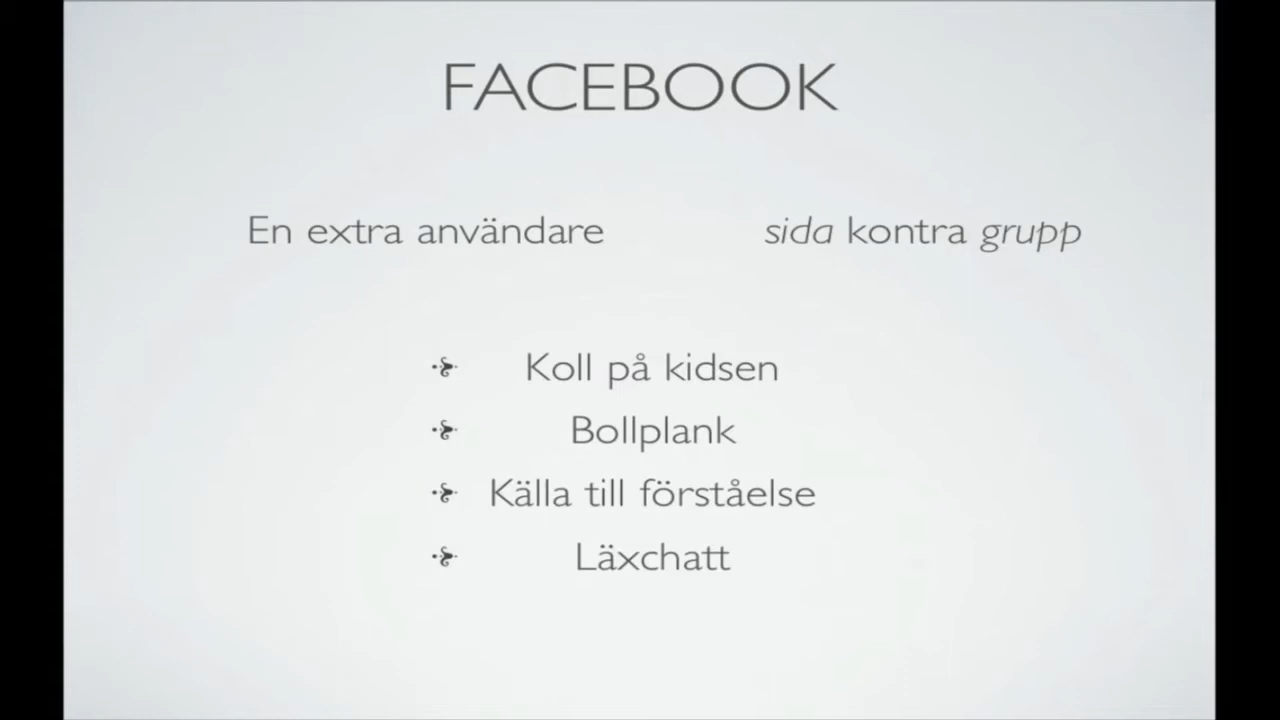 FACEBOOK
En extra användare sida kontra grupp
Koll på kidsen
Bollplank
Källa till förståelse
Läxchatt